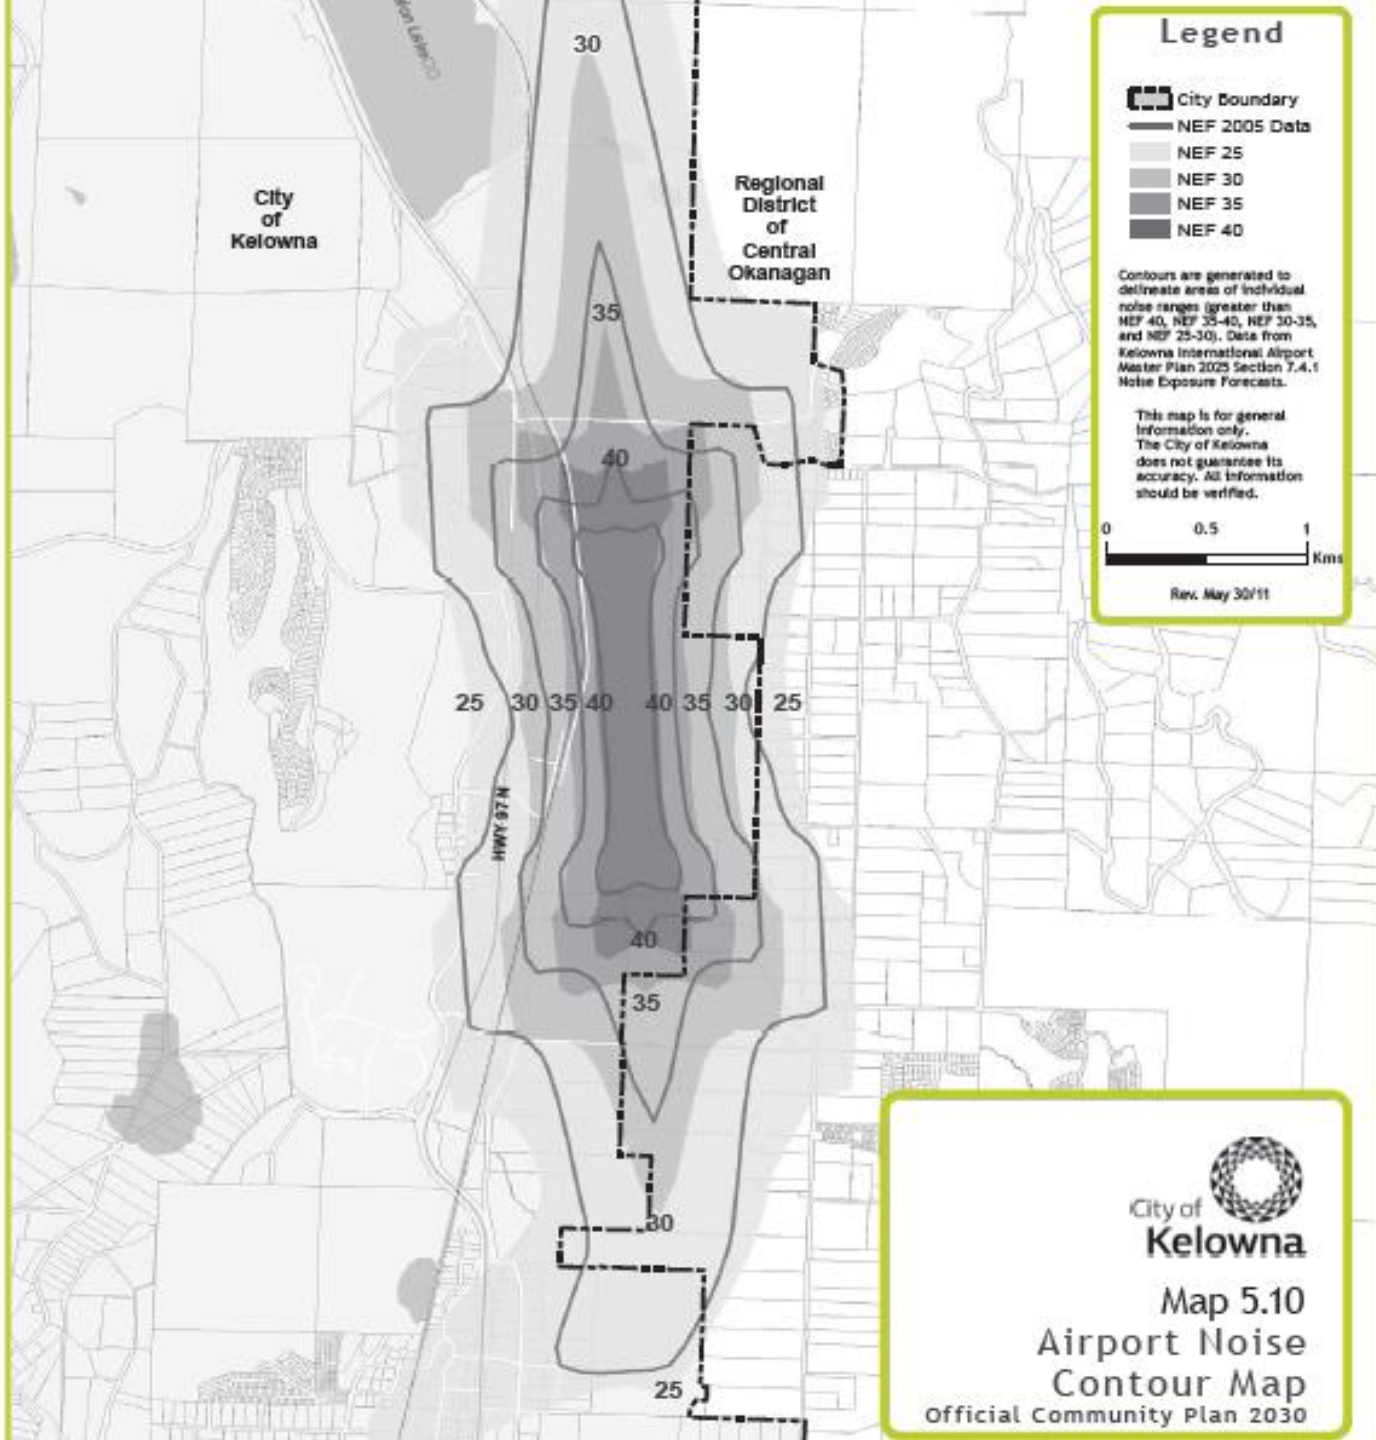 30
City
of
Kelowna
Regional
District
of
Central
Okanagan
35
40
25 30 35 40 40 35 30 25
HWY 97 N
40
35
30
25
Legend
City Boundary
NEF 2005 Data
NEF 25
NEF 30
NEF 35
NEF 40
Contours are generated to
delineate areas of individual
noise ranges (greater than
NEF 40, NEF 35-40, NEF 30-35,
and NEF 25-30). Data from
Kelowna International Airport
Master Plan 2025 Section 7.4.1
Noise Exposure Forecasts.
This map is for general
information only.
The City of Kelowna
does not guarantee its
accuracy. All information
should be verified.
0 0.5 1
Kms
Rev. May 30/11
City of
Kelowna
Map 5.10
Airport Noise
Contour Map
Official Community Plan 2030